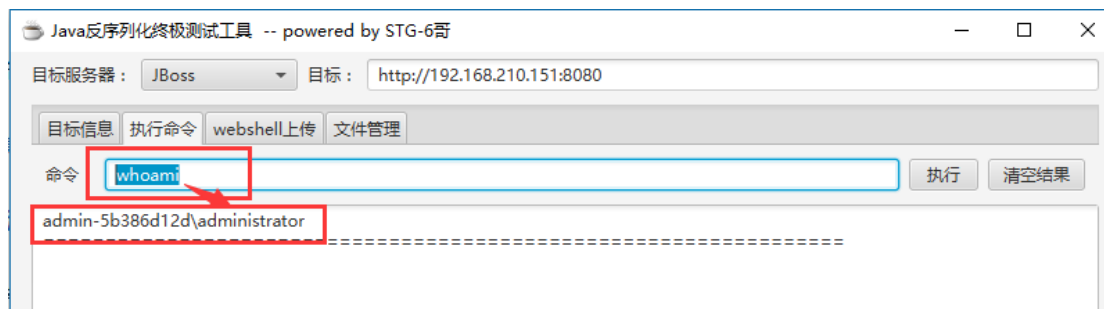 Java反序列化终极测试工具 -- powered by STG-6哥
目标服务器： JBoss 目标： http://192.168.210.151:8080
目标信息 执行命令 webshell上传 文件管理
命令 whoami 执行 清空结果
admin-5b386d12d\administrator
==================================================================